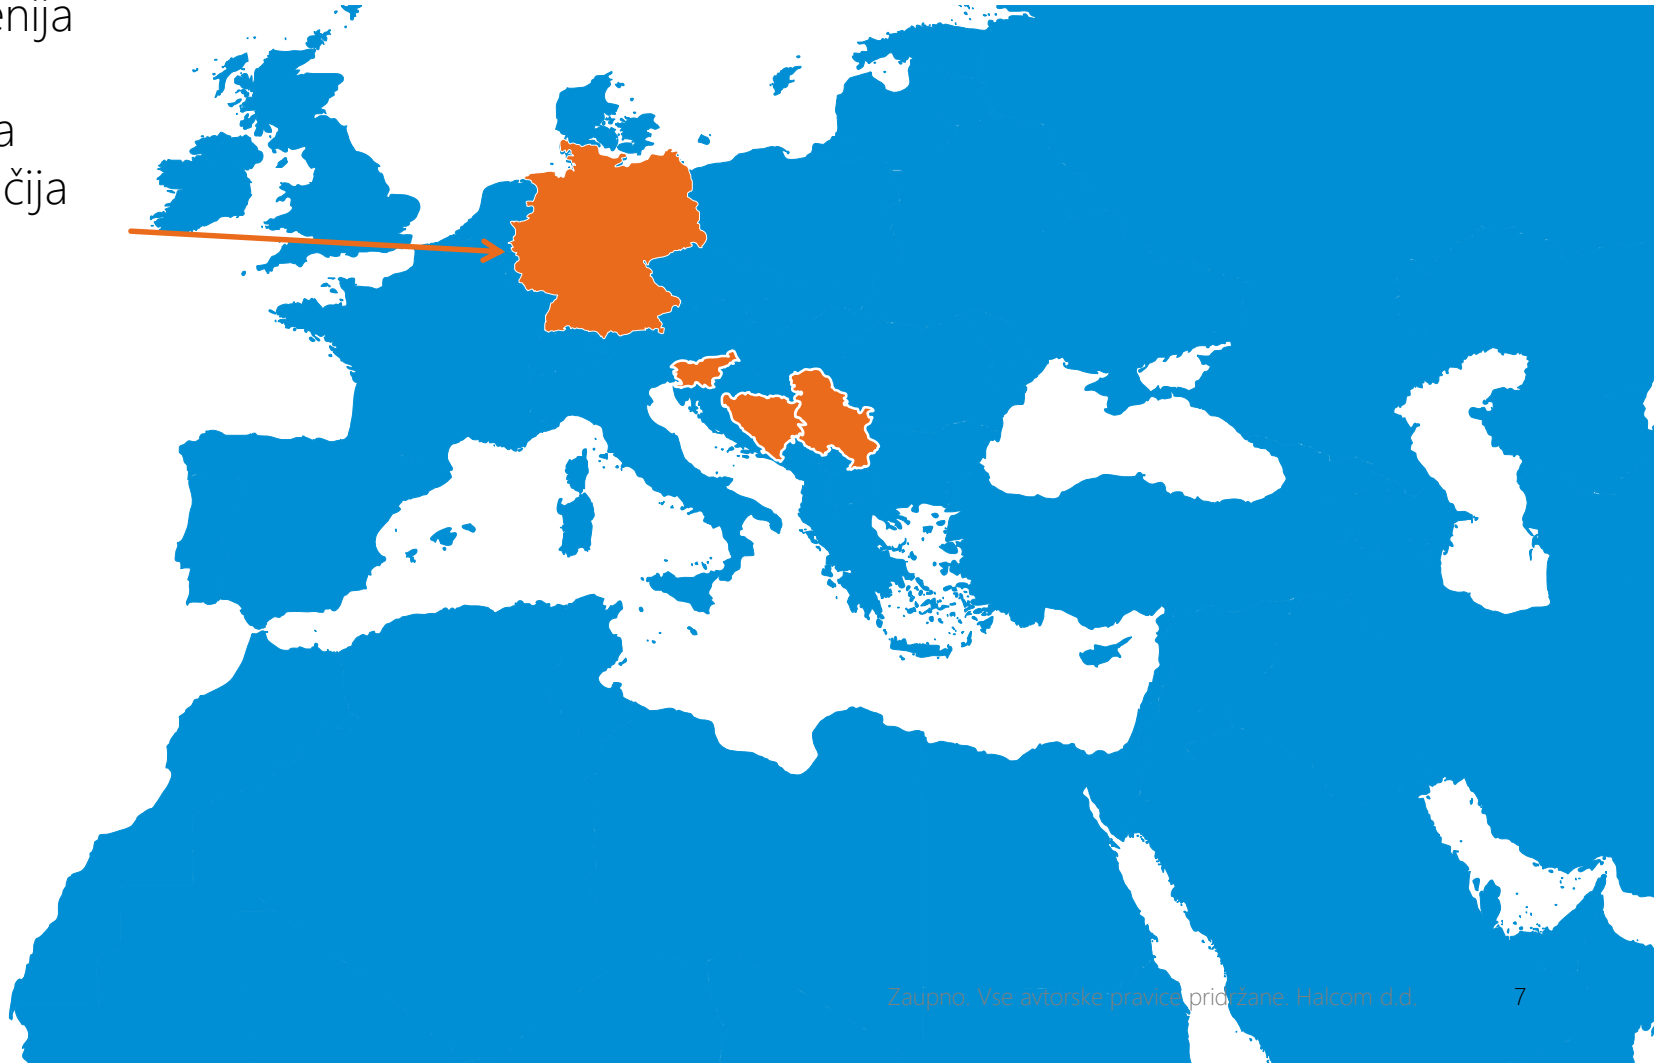 enija
a
čija
Zaupno. Vse avtorske pravice pridržane. Halcom d.d.
7